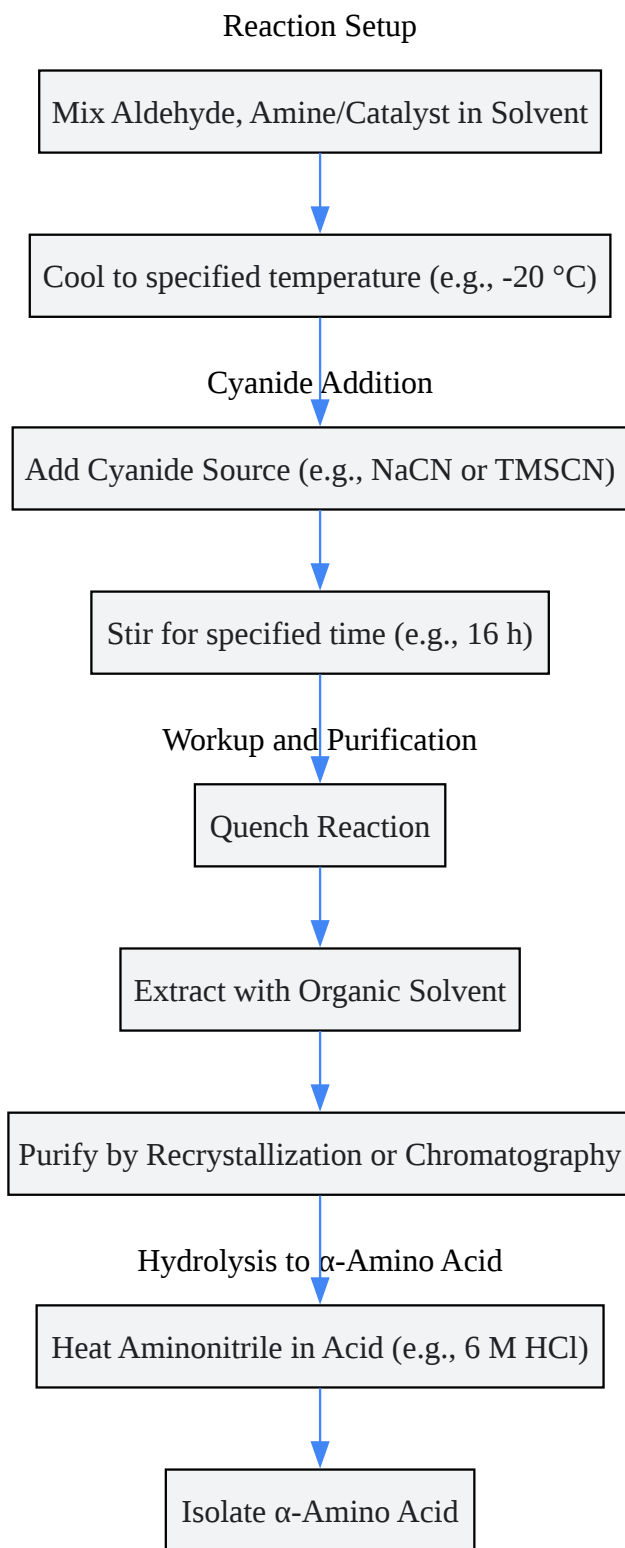 Reaction Setup
Mix Aldehyde, Amine/Catalyst in Solvent
Cool to specified temperature (e.g., -20 °C)
Cyanide Addition
Add Cyanide Source (e.g., NaCN or TMSCN)
Stir for specified time (e.g., 16 h)
Workup and Purification
Quench Reaction
Extract with Organic Solvent
Purify by Recrystallization or Chromatography
Hydrolysis to α-Amino Acid
Heat Aminonitrile in Acid (e.g., 6 M HCl)
Isolate α-Amino Acid